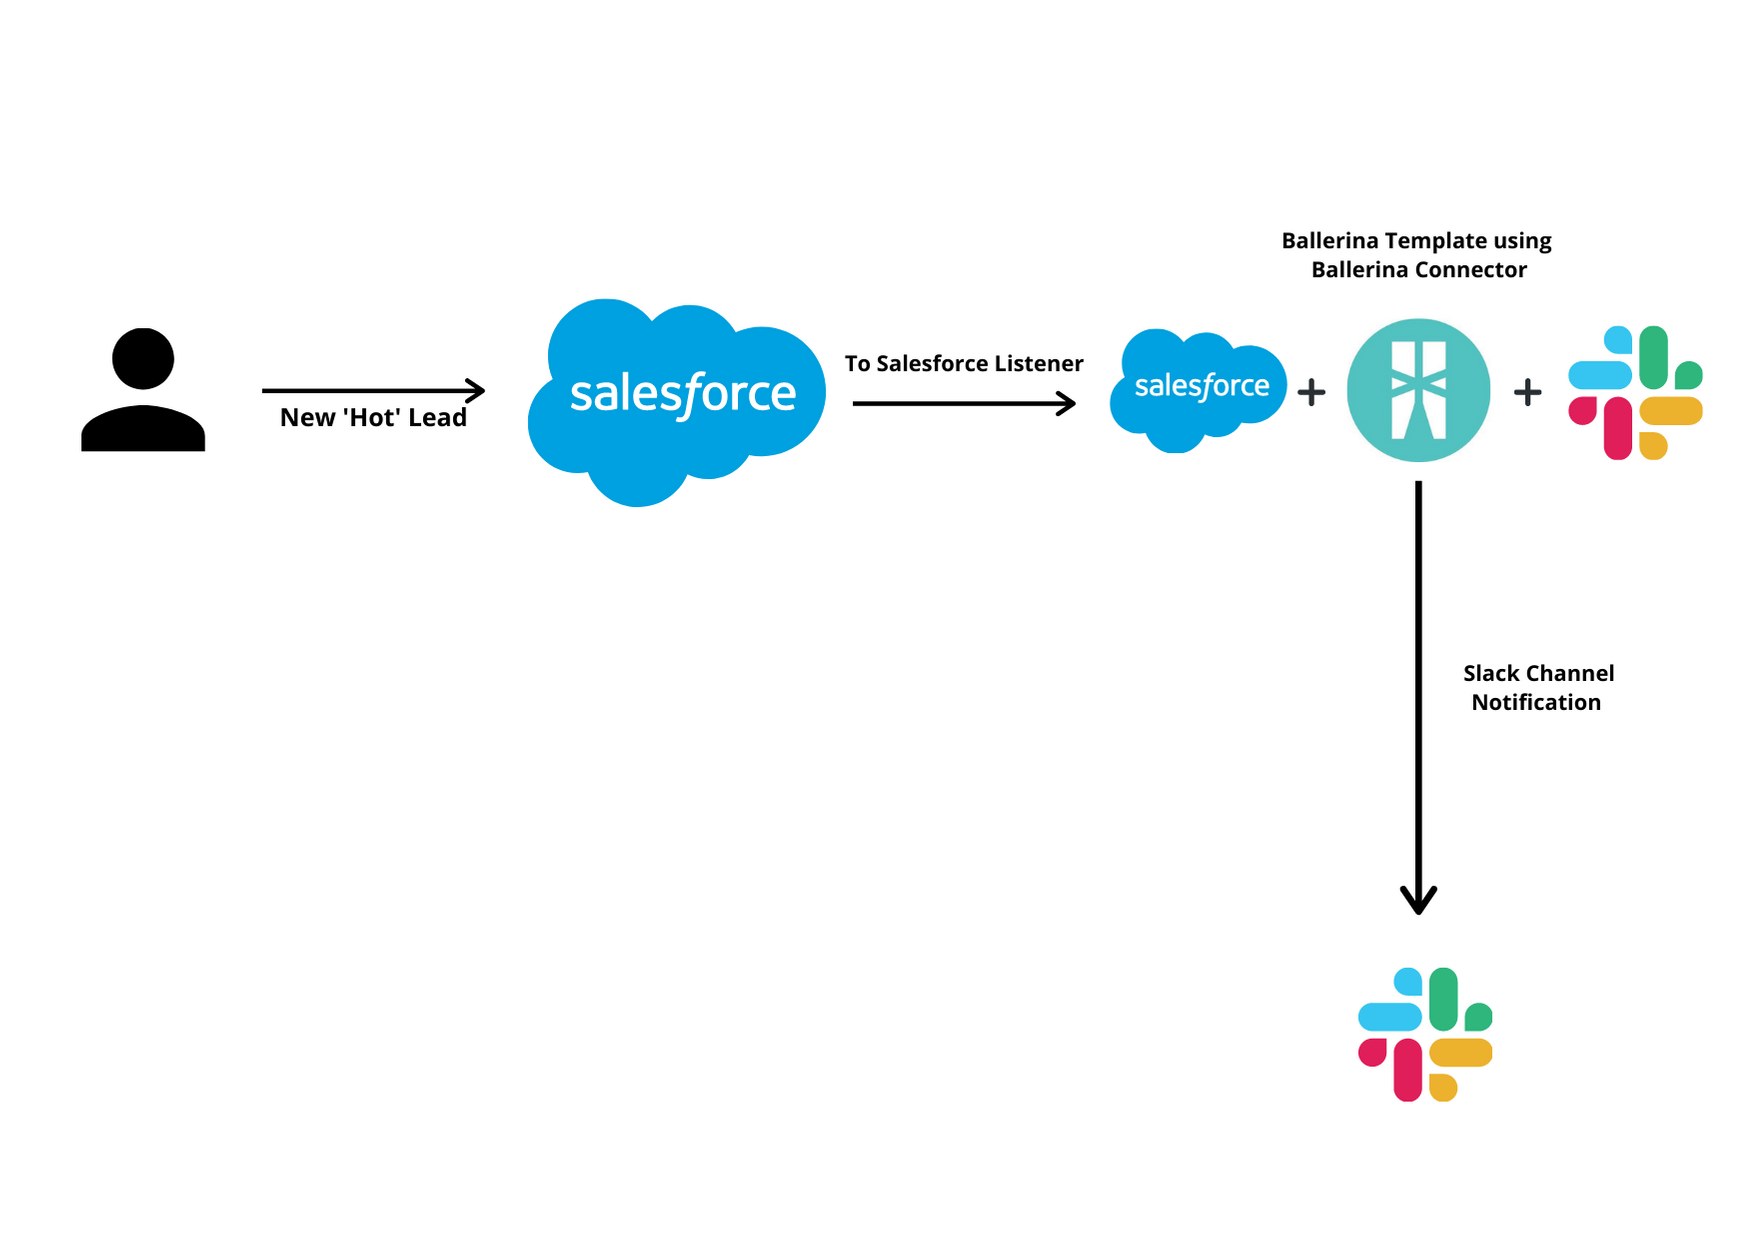 Ballerina Template using
Ballerina Connector
New 'Hot' Lead
salesforce
To Salesforce Listener
salesforce
Slack Channel
Notification